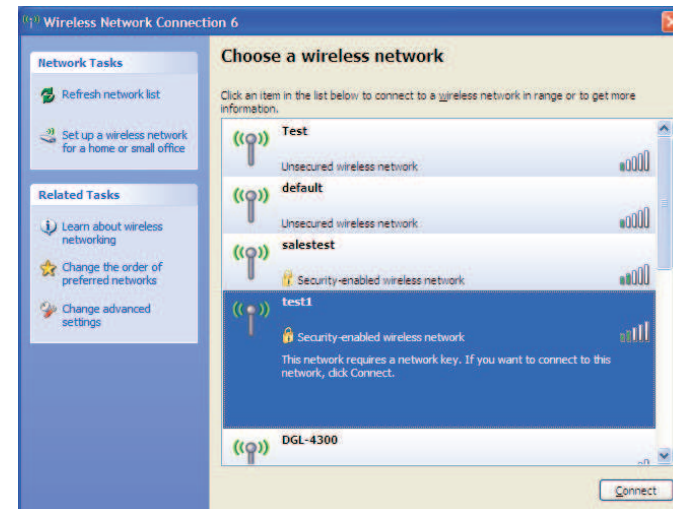 Wireless Network Connection 6
Network Tasks
Refresh network list
Set up a wireless network
for a home or small office
Related Tasks
Learn about wireless
networking
Change the order of
preferred networks
Change advanced
settings
Choose a wireless network
Click an item in the list below to connect to a wireless network in range or to get more
information.
Test
Unsecured wireless network
default
Unsecured wireless network
salestest
Security-enabled wireless network
test1
Security-enabled wireless network
This network requires a network key. If you want to connect to this
network, click Connect.
DGL-4300
Connect